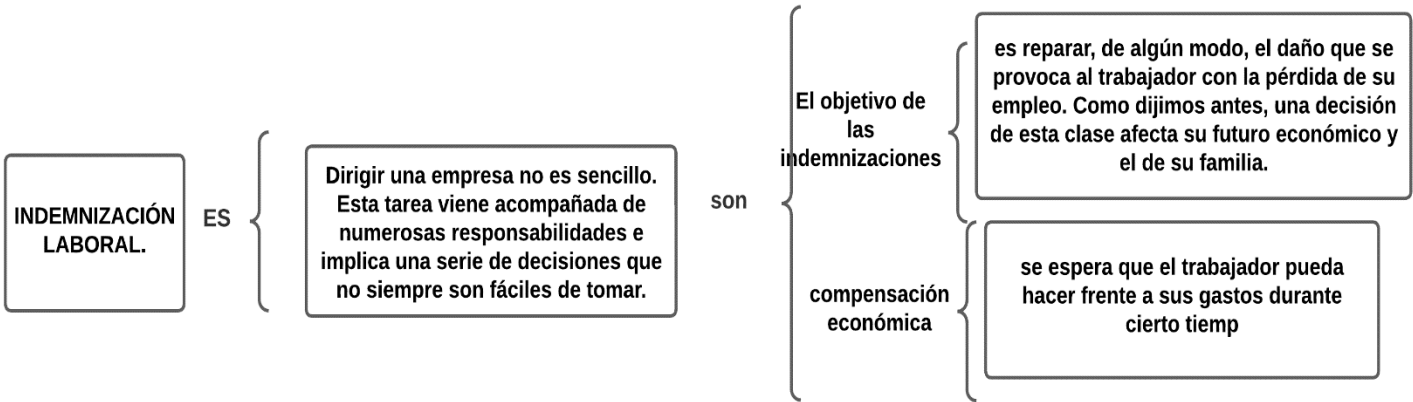 INDEMNIZACIÓN
LABORAL.
ES
Dirigir una empresa no es sencillo.
Esta tarea viene acompañada de
numerosas responsabilidades e
implica una serie de decisiones que
no siempre son fáciles de tomar.
son
El objetivo de
las
indemnizaciones
es reparar, de algún modo, el daño que se
provoca al trabajador con la pérdida de su
empleo. Como dijimos antes, una decisión
de esta clase afecta su futuro económico y
el de su familia.
compensación
económica
se espera que el trabajador pueda
hacer frente a sus gastos durante
cierto tiemp